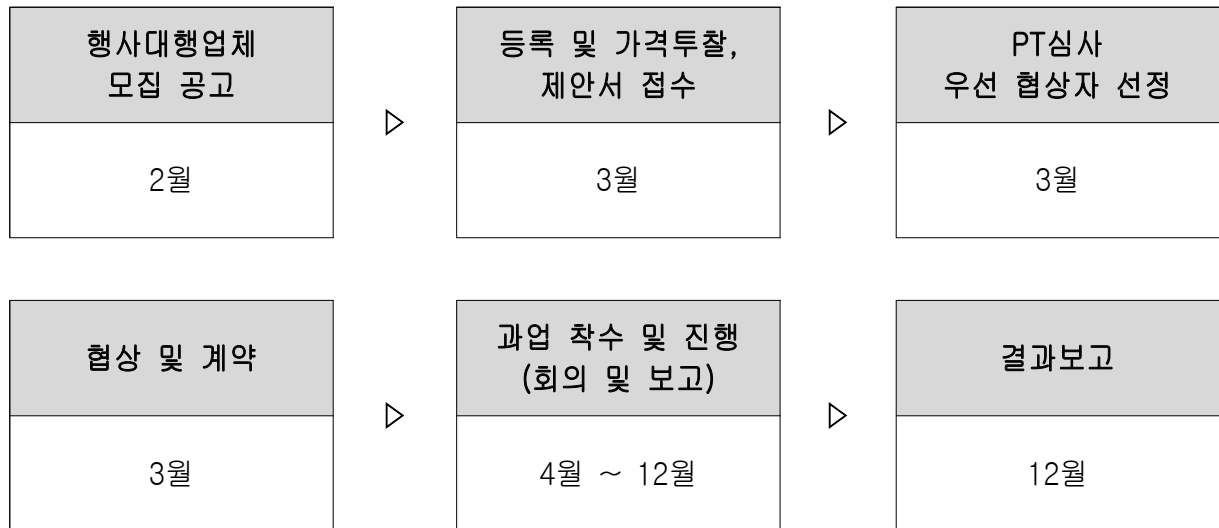 행사대행업체
모집 공고
2월
▷
등록 및 가격투찰,
제안서 접수
3월
▷
PT심사
우선 협상자 선정
3월
협상 및 계약
3월
▷
과업 착수 및 진행
(회의 및 보고)
4월 ~ 12월
▷
결과보고
12월